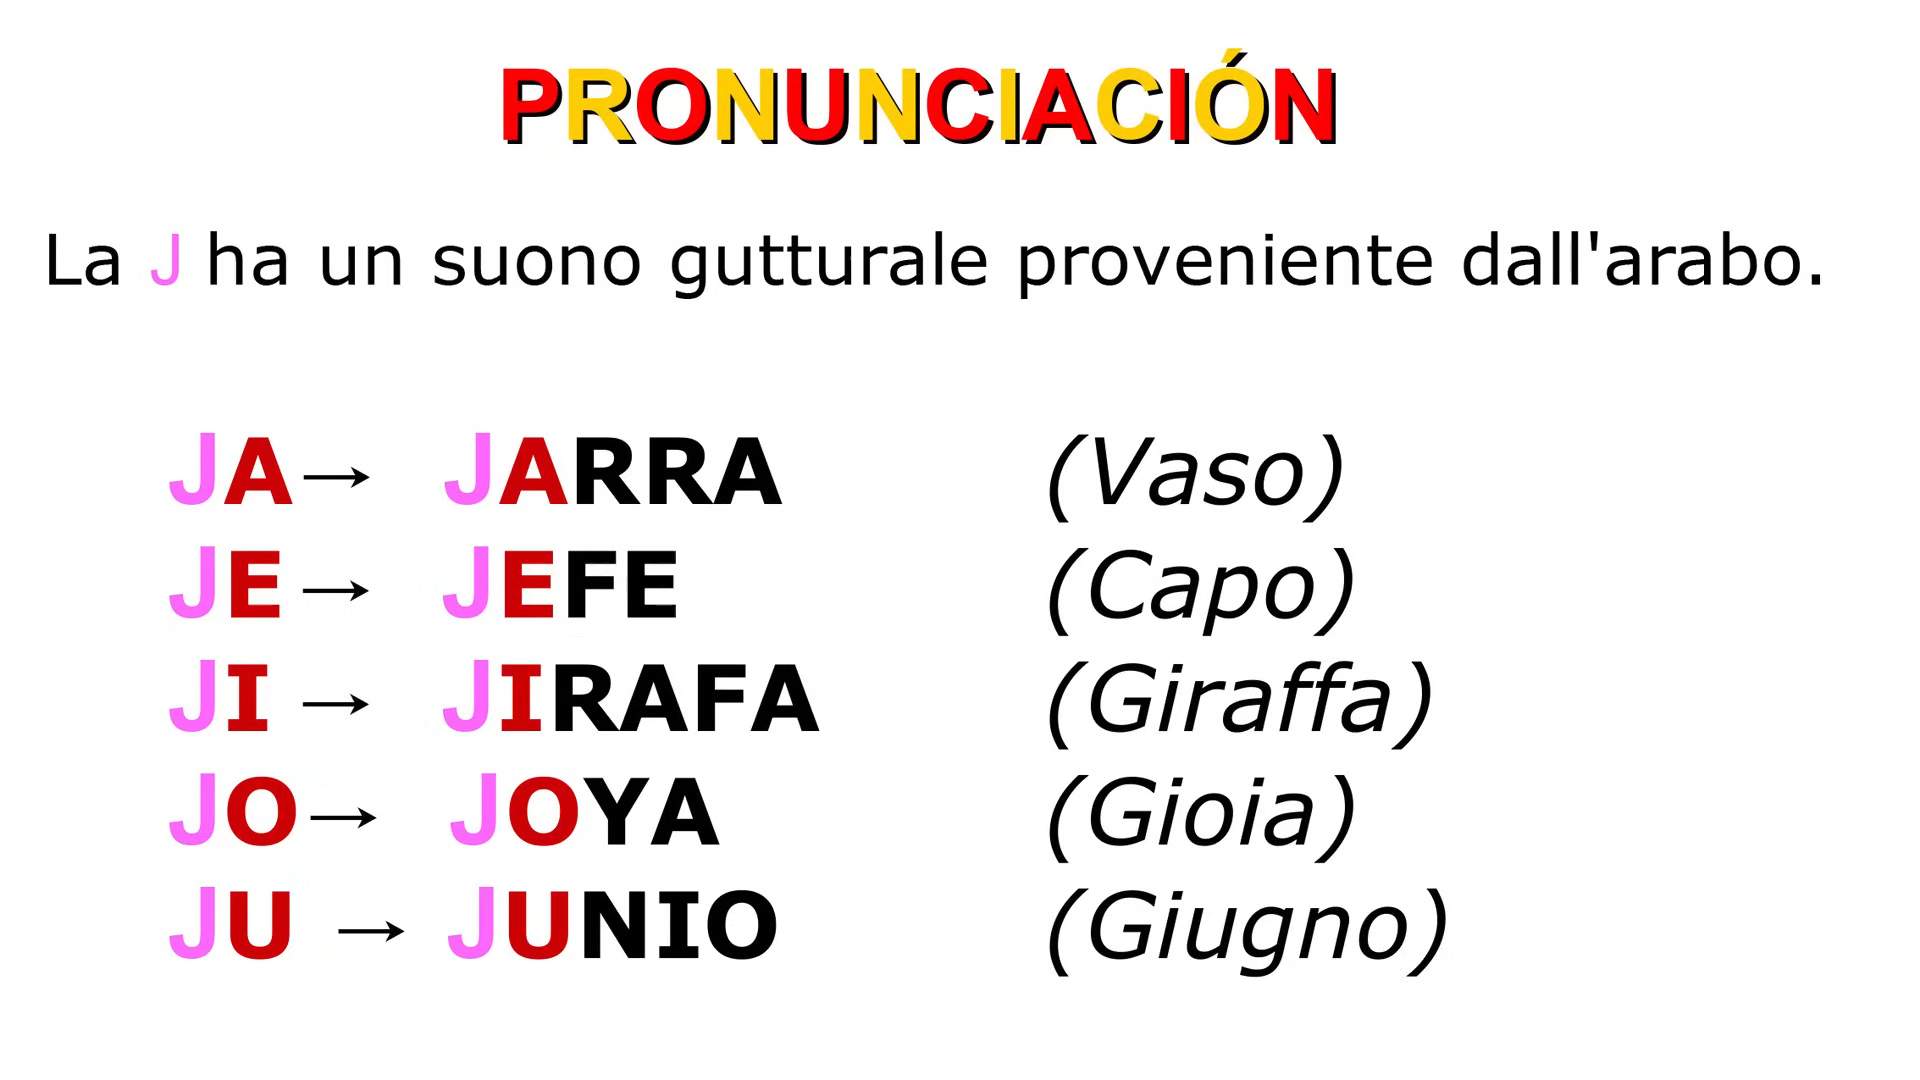 PRONUNCIACIÓN
La J ha un suono gutturale proveniente dall'arabo.
JA→ JARRA (Vaso)
JE→ JEFE (Capo)
JI→ JIRAFA (Giraffa)
JO→ JOYA (Gioia)
JU→ JUNIO (Giugno)